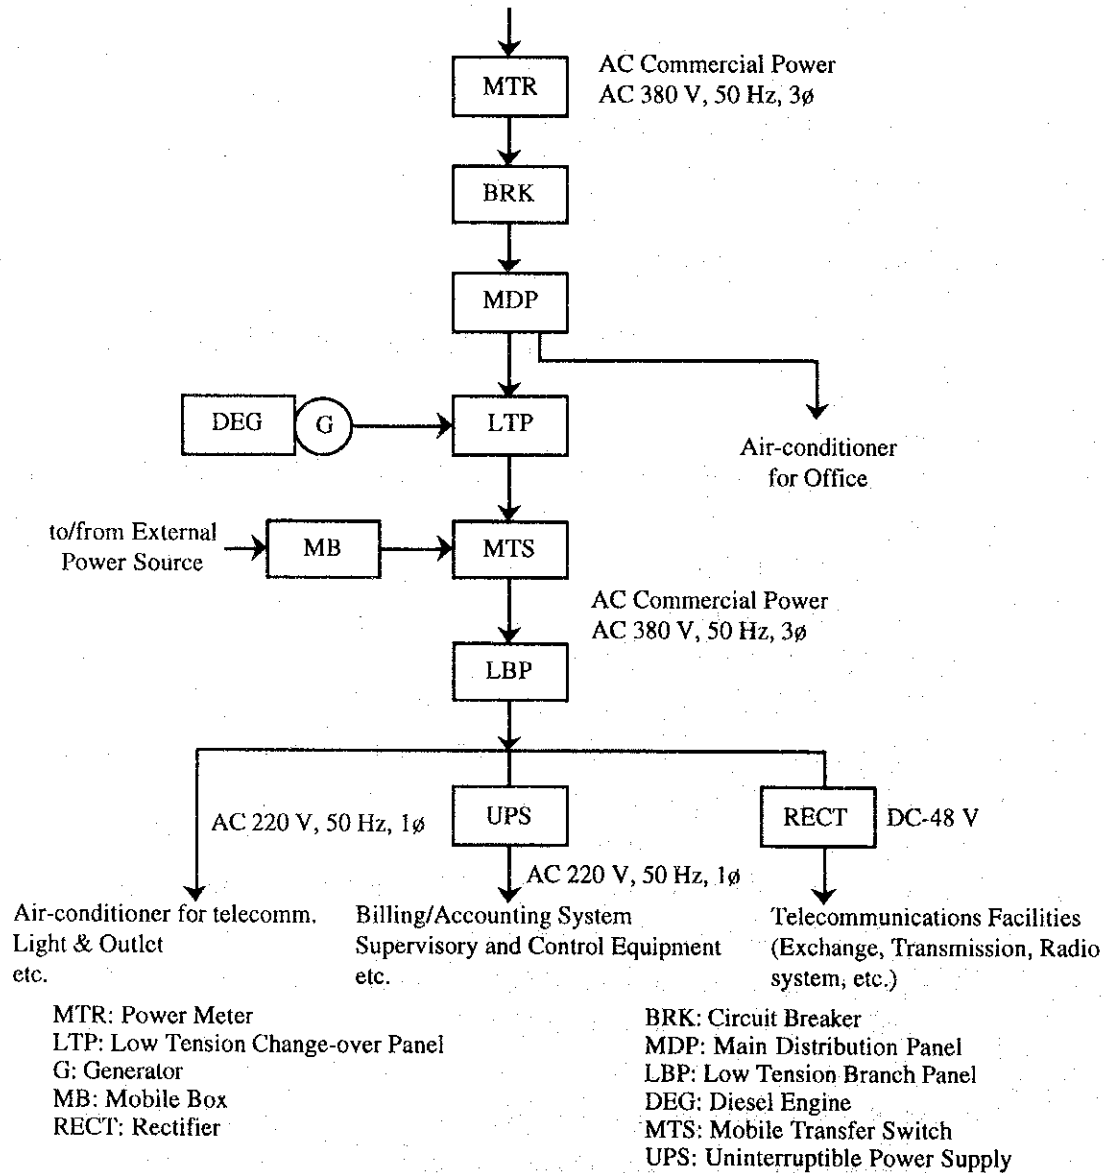 MTR
AC Commercial Power
AC 380 V, 50 Hz, 3ø
BRK
MDP
DEG
G
LTP
Air-conditioner
for Office
to/from External
Power Source
MB
MTS
AC Commercial Power
AC 380 V, 50 Hz, 3ø
LBP
AC 220 V, 50 Hz, 1ø
UPS
RECT
DC-48 V
AC 220 V, 50 Hz, 1ø
Air-conditioner for telecomm.
Light & Outlet
etc.
Billing/Accounting System
Supervisory and Control Equipment
etc.
Telecommunications Facilities
(Exchange, Transmission, Radio
system, etc.)
MTR: Power Meter
LTP: Low Tension Change-over Panel
G: Generator
MB: Mobile Box
RECT: Rectifier
BRK: Circuit Breaker
MDP: Main Distribution Panel
LBP: Low Tension Branch Panel
DEG: Diesel Engine
MTS: Mobile Transfer Switch
UPS: Uninterruptible Power Supply